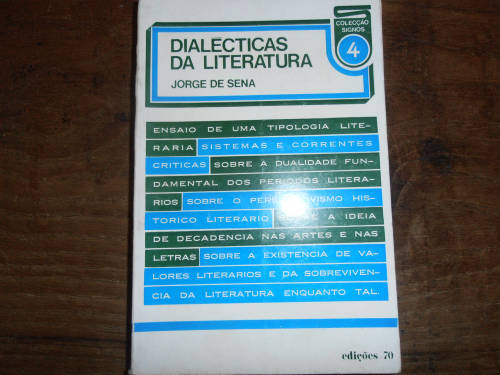 COLECÇÃO
SIGNOS
4
DIALÉCTICAS
DA LITERATURA
JORGE DE SENA
ENSAIO DE UMA TIPOLOGIA LITE-
RARIA SISTEMAS E CORRENTES
CRITICAS SOBRE A DUALIDADE FUN-
DAMENTAL DOS PERIODOS LITERA-
RIOS SOBRE O HIS-
TORICO LITERARIO A IDEIA
DE DECADENCIA NAS ARTES E NAS
LETRAS SOBRE A EXISTENCIA DE VA-
LORES LITERARIOS E DA SOBREVIVEN-
CIA DA LITERATURA ENQUANTO TAL.
edições 70